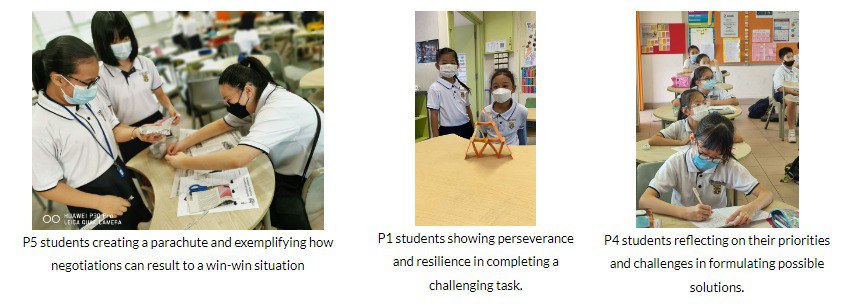 HUAWEI P30 Pro
LEICA QUAD CAMERA
P5 students creating a parachute and exemplifying how
negotiations can result to a win-win situation
P1 students showing perseverance
and resilience in completing a
challenging task.
P4 students reflecting on their priorities
and challenges in formulating possible
solutions.